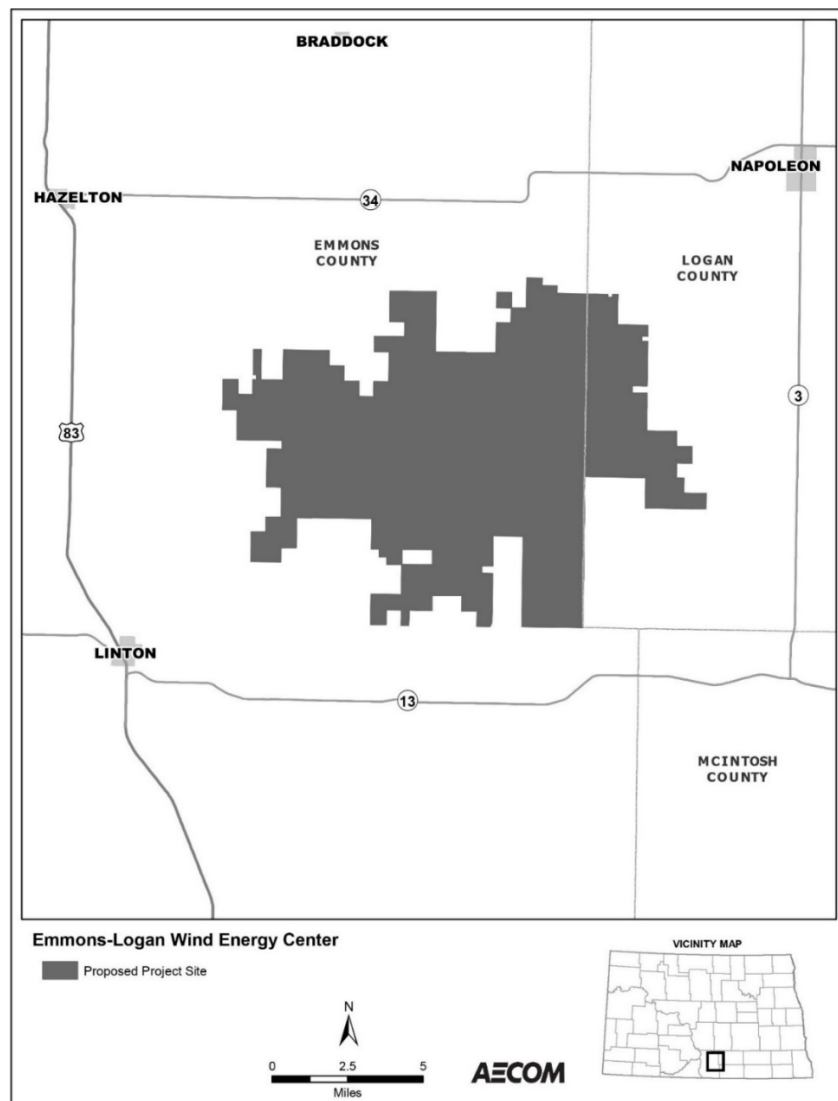 BRADDOCK
NAPOLEON
HAZELTON
34
EMMONS
COUNTY
LOGAN
COUNTY
3
83
LINTON
13
MCINTOSH
COUNTY
Emmons-Logan Wind Energy Center
Proposed Project Site
VICINITY MAP
N
0 2.5 5
Miles
AECOM